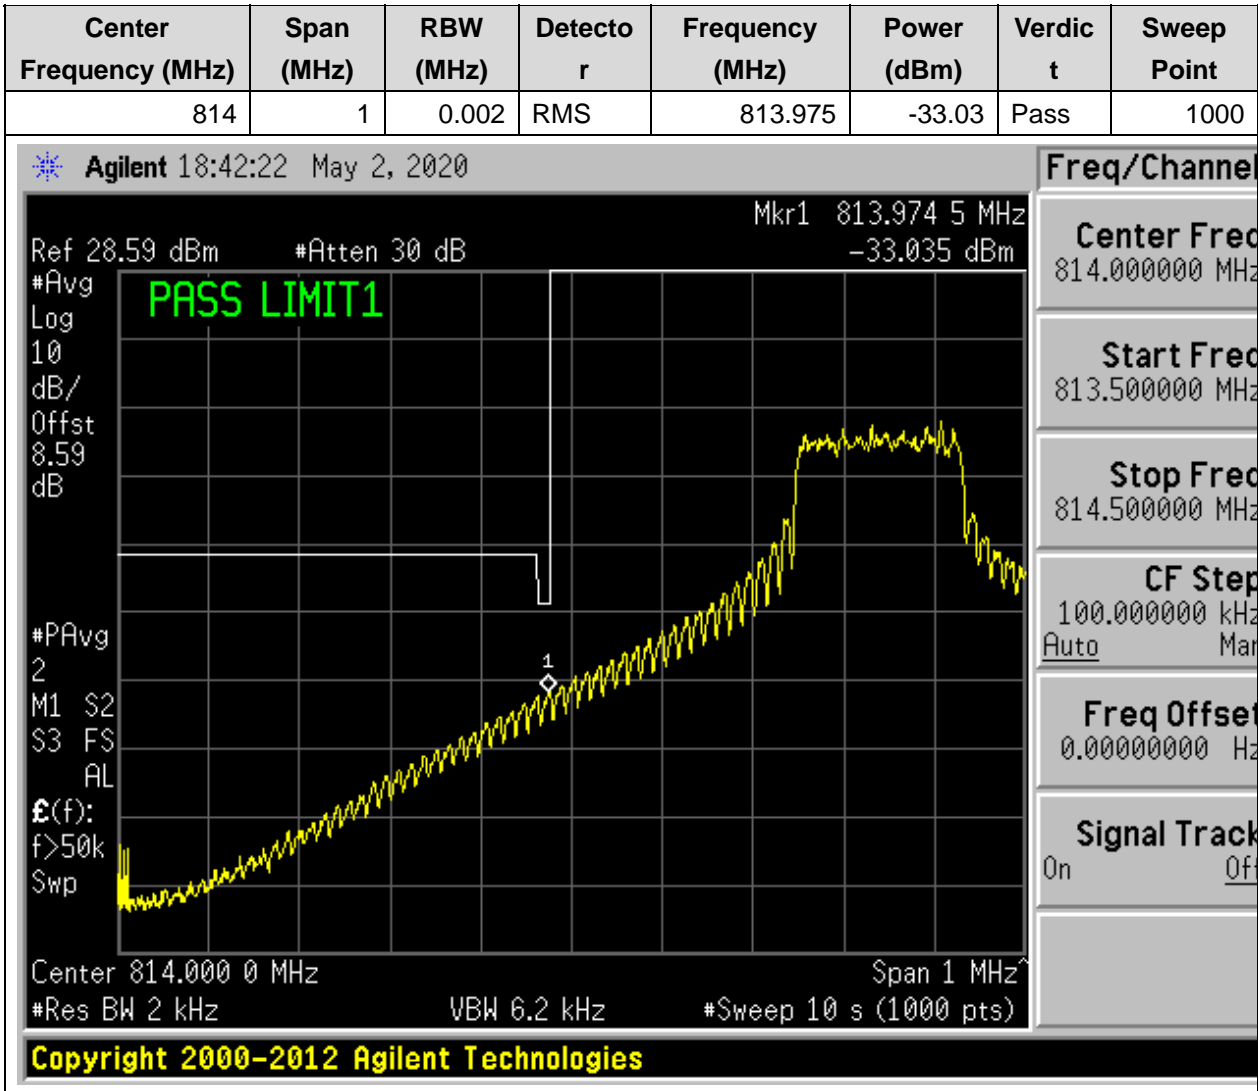 Center Frequency (MHz) Span (MHz) RBW (MHz) Detecto r Frequency (MHz) Power (dBm) Verdic t Sweep Point
814 1 0.002 RMS 813.975 -33.03 Pass 1000
Agilent 18:42:22 May 2, 2020
Freq/Channel
Mkr1 813.974 5 MHz
Ref 28.59 dBm #Atten 30 dB -33.035 dBm
#Avg
Log
10
dB/
Offst
8.59
dB
PASS LIMIT1
#PAvg
2
M1 S2
S3 FS
AL
£(f):
f>50k
Swp
1
Center 814.000 0 MHz Span 1 MHz^
#Res BW 2 kHz VBW 6.2 kHz #Sweep 10 s (1000 pts)
Center Freq
814.000000 MHz
Start Freq
813.500000 MHz
Stop Freq
814.500000 MHz
CF Step
100.000000 kHz
Auto Man
Freq Offset
0.00000000 Hz
Signal Track
On Off
Copyright 2000-2012 Agilent Technologies